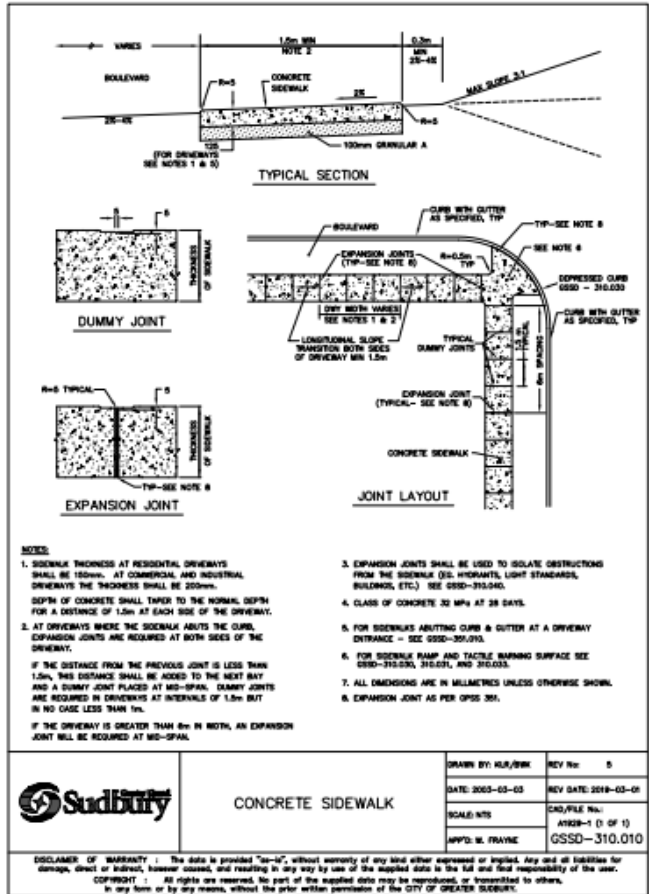 VARIES
1.5m MIN
NOTE 2
0.3m
MIN
2%-4%
BOULEVARD
R=5
CONCRETE
SIDEWALK
2%
MAX SLOPE 3:1
2%-4%
R=5
125
(FOR DRIVEWAYS
SEE NOTES 1 & 5)
100mm GRANULAR A
TYPICAL SECTION
5
5
THICKNESS
OF SIDEWALK
DUMMY JOINT
R=5 TYPICAL
5
THICKNESS
OF SIDEWALK
TYP-SEE NOTE 8
EXPANSION JOINT
BOULEVARD
CURB WITH GUTTER
AS SPECIFIED, TYP
TYP-SEE NOTE 8
SEE NOTE 6
EXPANSION JOINTS
(TYP-SEE NOTE 8)
R=0.5m
TYP
DEPRESSED CURB
GSSD - 310.030
CURB WITH GUTTER
AS SPECIFIED, TYP
DWY WIDTH VARIES
SEE NOTES 1 & 2
LONGITUDINAL SLOPE
TRANSITION BOTH SIDES
OF DRIVEWAY MIN 1.5m
TYPICAL
DUMMY JOINTS
1.5 m
TYPICAL
6m SPACING
EXPANSION JOINT
(TYPICAL- SEE NOTE 8)
CONCRETE SIDEWALK
JOINT LAYOUT
NOTES:
1. SIDEWALK THICKNESS AT RESIDENTIAL DRIVEWAYS
SHALL BE 150mm. AT COMMERCIAL AND INDUSTRIAL
DRIVEWAYS THE THICKNESS SHALL BE 200mm.
DEPTH OF CONCRETE SHALL TAPER TO THE NORMAL DEPTH
FOR A DISTANCE OF 1.5m AT EACH SIDE OF THE DRIVEWAY.
2. AT DRIVEWAYS WHERE THE SIDEWALK ABUTS THE CURB,
EXPANSION JOINTS ARE REQUIRED AT BOTH SIDES OF THE
DRIVEWAY.
IF THE DISTANCE FROM THE PREVIOUS JOINT IS LESS THAN
1.5m, THIS DISTANCE SHALL BE ADDED TO THE NEXT BAY
AND A DUMMY JOINT PLACED AT MID-SPAN. DUMMY JOINTS
ARE REQUIRED IN DRIVEWAYS AT INTERVALS OF 1.5m BUT
IN NO CASE LESS THAN 1m.
IF THE DRIVEWAY IS GREATER THAN 6m IN WIDTH, AN EXPANSION
JOINT WILL BE REQUIRED AT MID-SPAN.
3. EXPANSION JOINTS SHALL BE USED TO ISOLATE OBSTRUCTIONS
FROM THE SIDEWALK (EG. HYDRANTS, LIGHT STANDARDS,
BUILDINGS, ETC.) SEE GSSD-310.040.
4. CLASS OF CONCRETE 32 MPa AT 28 DAYS.
5. FOR SIDEWALKS ABUTTING CURB & GUTTER AT A DRIVEWAY
ENTRANCE - SEE GSSD-351.010.
6. FOR SIDEWALK RAMP AND TACTILE WARNING SURFACE SEE
GSSD-310.030, 310.031, AND 310.033.
7. ALL DIMENSIONS ARE IN MILLIMETRES UNLESS OTHERWISE SHOWN.
8. EXPANSION JOINT AS PER OPSS 351.
Sudbury
CONCRETE SIDEWALK
DRAWN BY: KLR/BWK
REV No: 5
DATE: 2003-03-03
REV DATE: 2019-03-01
SCALE: NTS
CAD/FILE No.:
A1929-1 (1 OF 1)
APP'D: M. FRAYNE
GSSD-310.010
DISCLAIMER OF WARRANTY : The data is provided "as-is", without warranty of any kind either expressed or implied. Any and all liabilities for
damage, direct or indirect, however caused, and resulting in any way by use of the supplied data is the full and final responsibility of the user.
COPYRIGHT : All rights are reserved. No part of the supplied data may be reproduced, or transmitted to others,
in any form or by any means, without the prior written permission of the CITY OF GREATER SUDBURY.